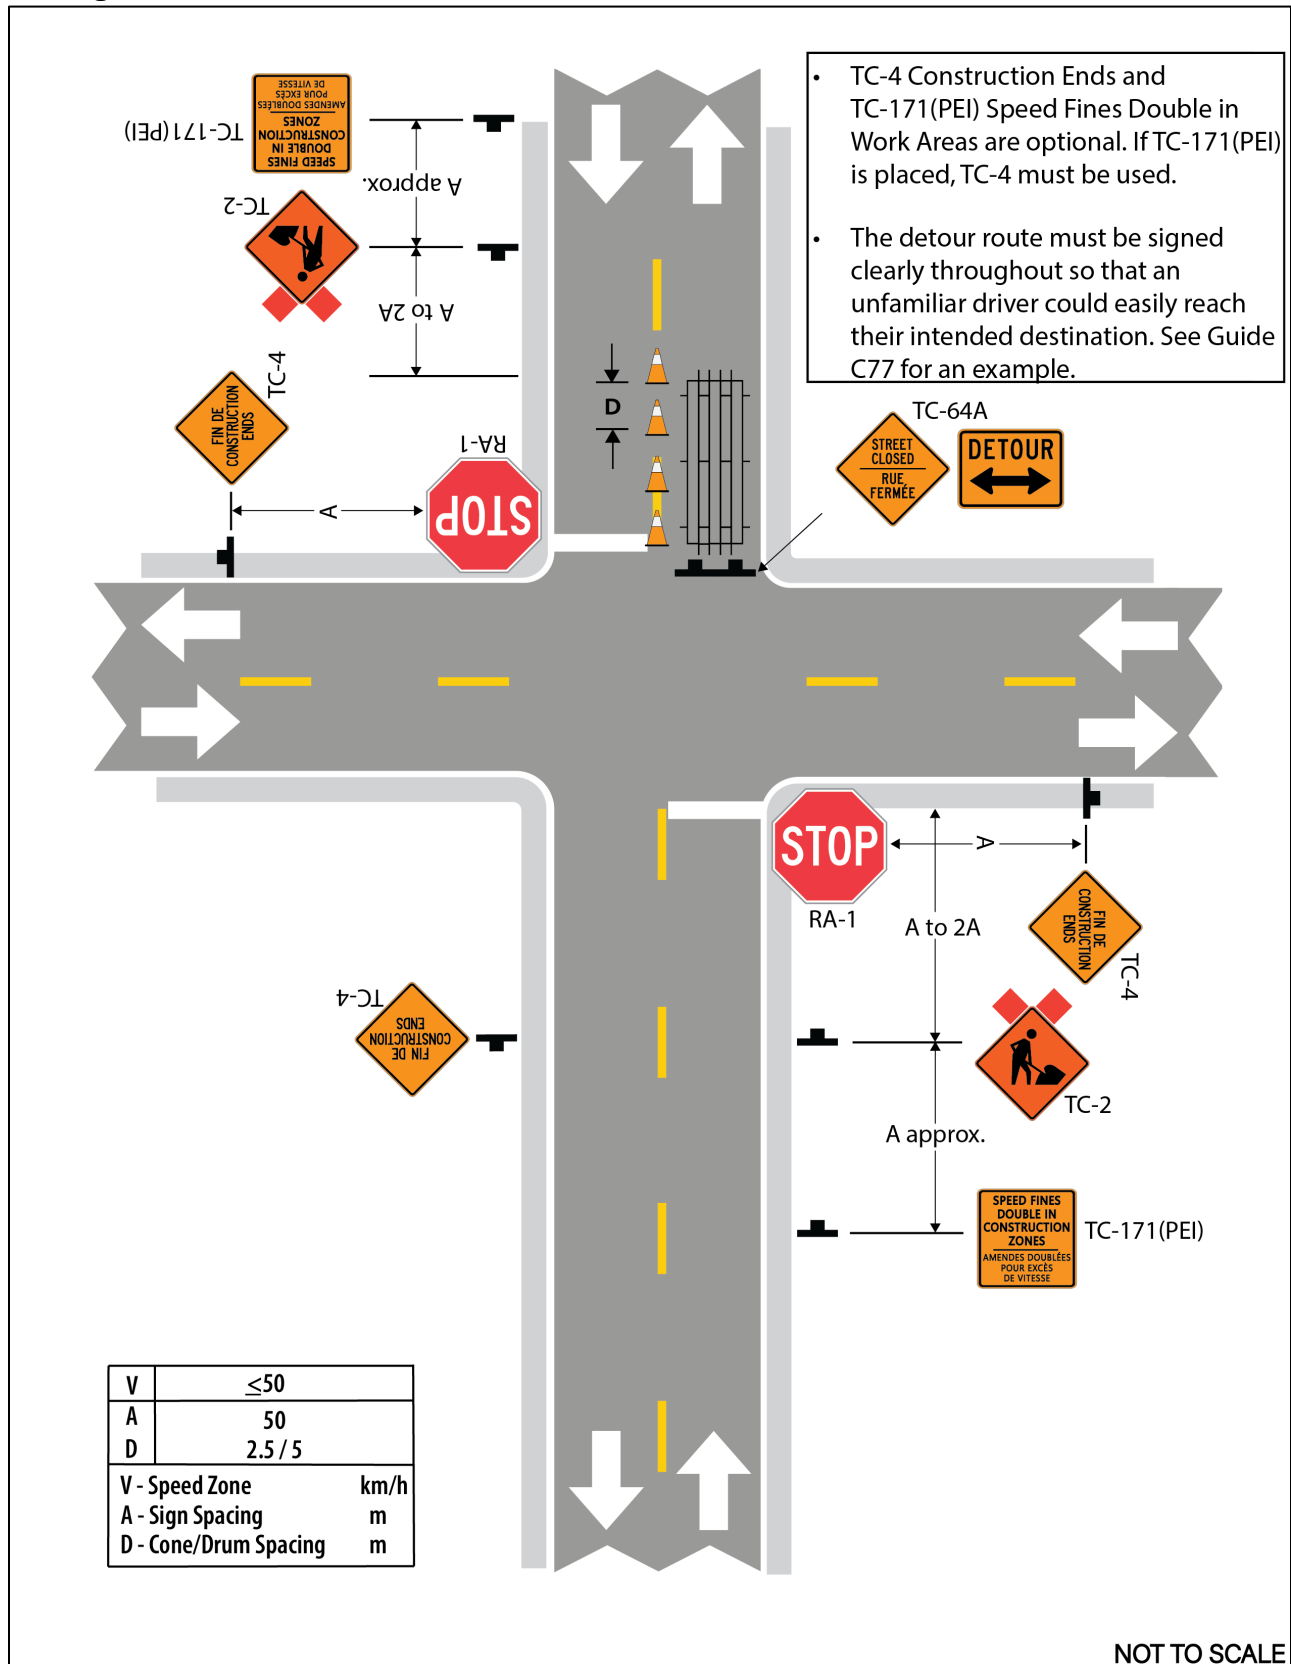 SPEED FINES
DOUBLE IN
CONSTRUCTION
ZONES
AMENDES DOUBLÉES
POUR EXCÈS
DE VITESSE
TC-171(PEI)
A approx.
TC-2
A to 2A
TC-4
FIN DE
CONSTRUCTION
ENDS
A
RA-1
STOP
D
• TC-4 Construction Ends and
TC-171(PEI) Speed Fines Double in
Work Areas are optional. If TC-171(PEI)
is placed, TC-4 must be used.
• The detour route must be signed
clearly throughout so that an
unfamiliar driver could easily reach
their intended destination. See Guide
C77 for an example.
TC-64A
STREET
CLOSED
RUE
FERMÉE
DETOUR
STOP
RA-1
A
A to 2A
FIN DE
CONSTRUCTION
ENDS
TC-4
TC-4
FIN DE
CONSTRUCTION
ENDS
TC-2
A approx.
SPEED FINES
DOUBLE IN
CONSTRUCTION
ZONES
AMENDES DOUBLÉES
POUR EXCÈS
DE VITESSE
TC-171(PEI)
V ≤50
A 50
D 2.5 / 5
V - Speed Zone km/h
A - Sign Spacing m
D - Cone/Drum Spacing m
NOT TO SCALE